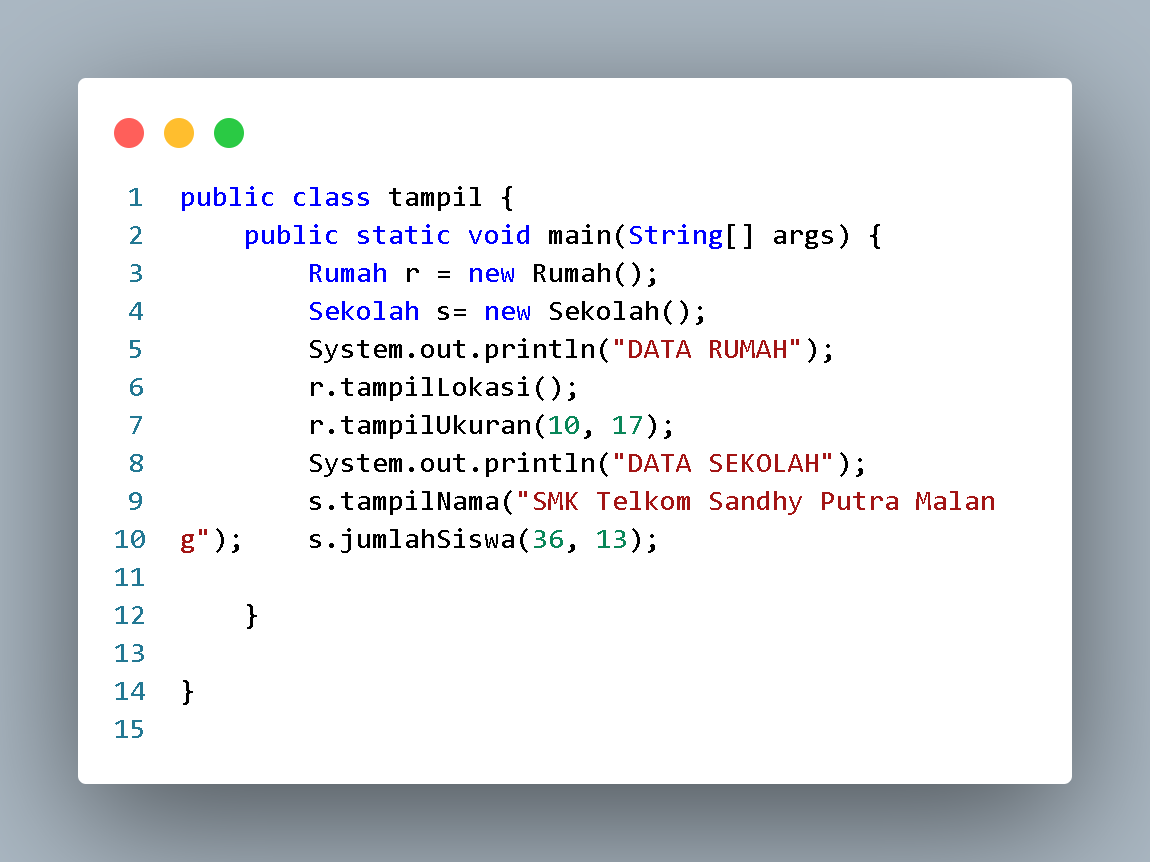 1 public class tampil {
2     public static void main(String[] args) {
3         Rumah r = new Rumah();
4         Sekolah s= new Sekolah();
5         System.out.println("DATA RUMAH");
6         r.tampilLokasi();
7         r.tampilUkuran(10, 17);
8         System.out.println("DATA SEKOLAH");
9         s.tampilNama("SMK Telkom Sandhy Putra Malan
10 g");    s.jumlahSiswa(36, 13);
11
12     }
13
14 }
15